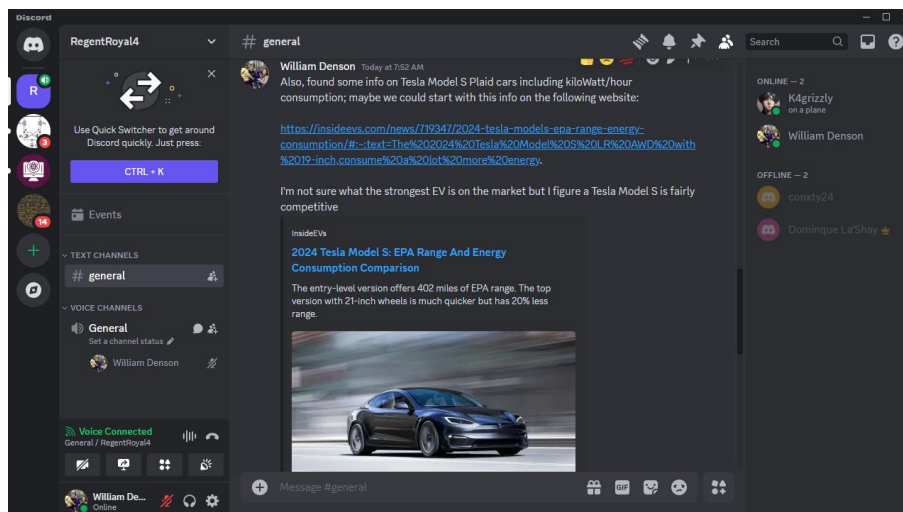 Discord
RegentRoyal4
# general
Search
Use Quick Switcher to get around
Discord quickly. Just press:
CTRL + K
Events
TEXT CHANNELS
# general
VOICE CHANNELS
General
Set a channel status
William Denson
Voice Connected
General / RegentRoyal4
William De...
Online
R
3
14
William Denson Today at 7:52 AM
Also, found some info on Tesla Model S Plaid cars including kiloWatt/hour
consumption; maybe we could start with this info on the following website:
https://insideevs.com/news/719347/2024-tesla-models-epa-range-energy-
consumption/#:~:text=The%202024%20Tesla%20Model%20S%20LR%20AWD%20with
%2019-inch,consume%20a%20lot%20more%20energy.
I'm not sure what the strongest EV is on the market but I figure a Tesla Model S is fairly
competitive
InsideEVs
2024 Tesla Model S: EPA Range And Energy
Consumption Comparison
The entry-level version offers 402 miles of EPA range. The top
version with 21-inch wheels is much quicker but has 20% less
range.
Message #general
GIF
ONLINE — 2
K4grizzly
on a plane
William Denson
OFFLINE — 2
conxty24
Dominque La'Shay